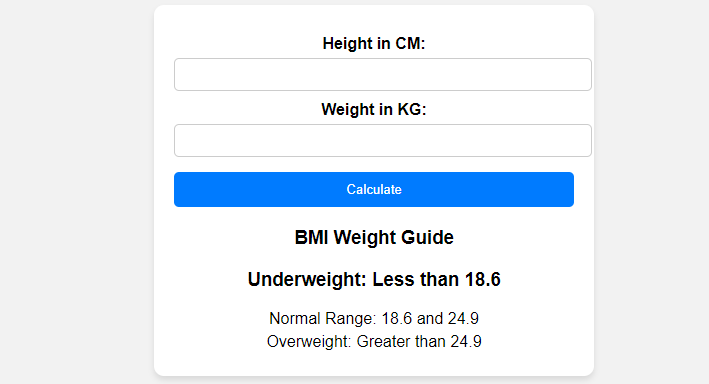 Height in CM:
Weight in KG:
Calculate
BMI Weight Guide
Underweight: Less than 18.6
Normal Range: 18.6 and 24.9
Overweight: Greater than 24.9